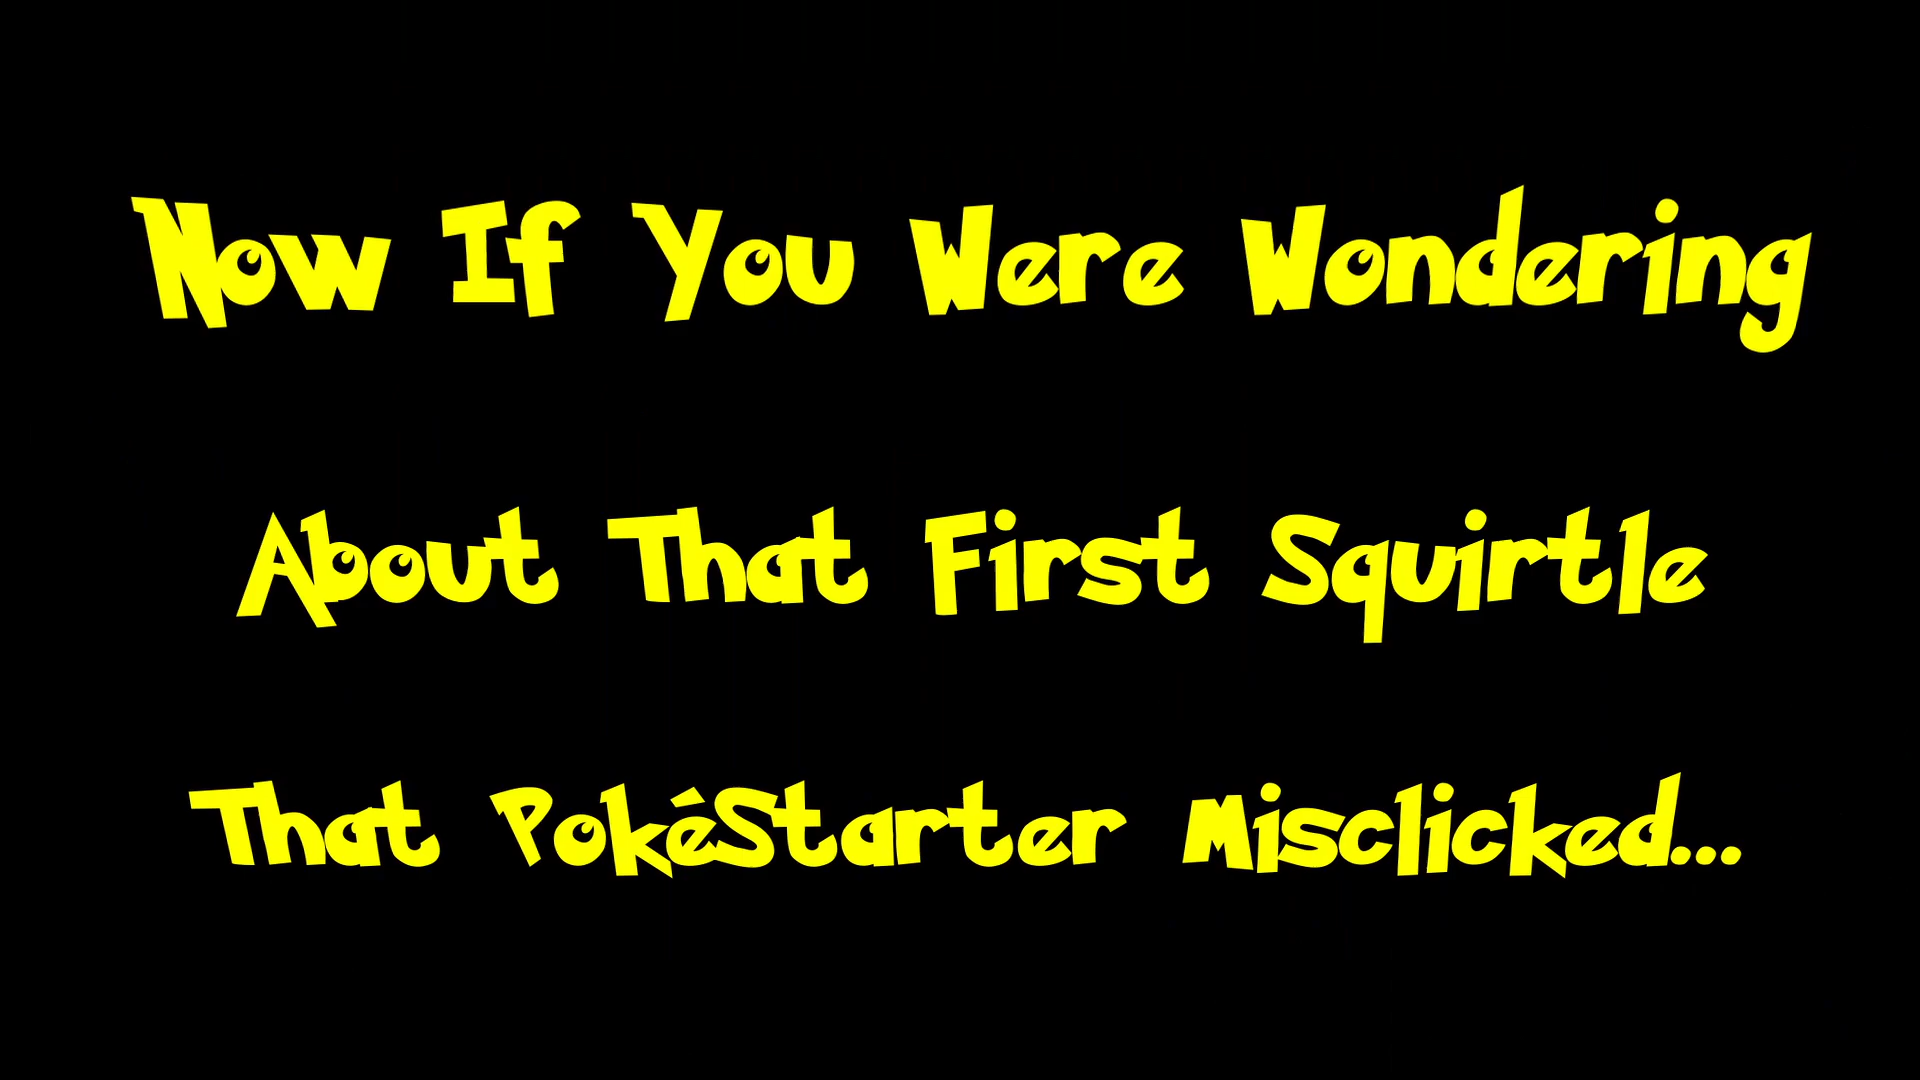 Now If You Were Wondering
About That First Squirtle
That PokéStarter Misclicked...